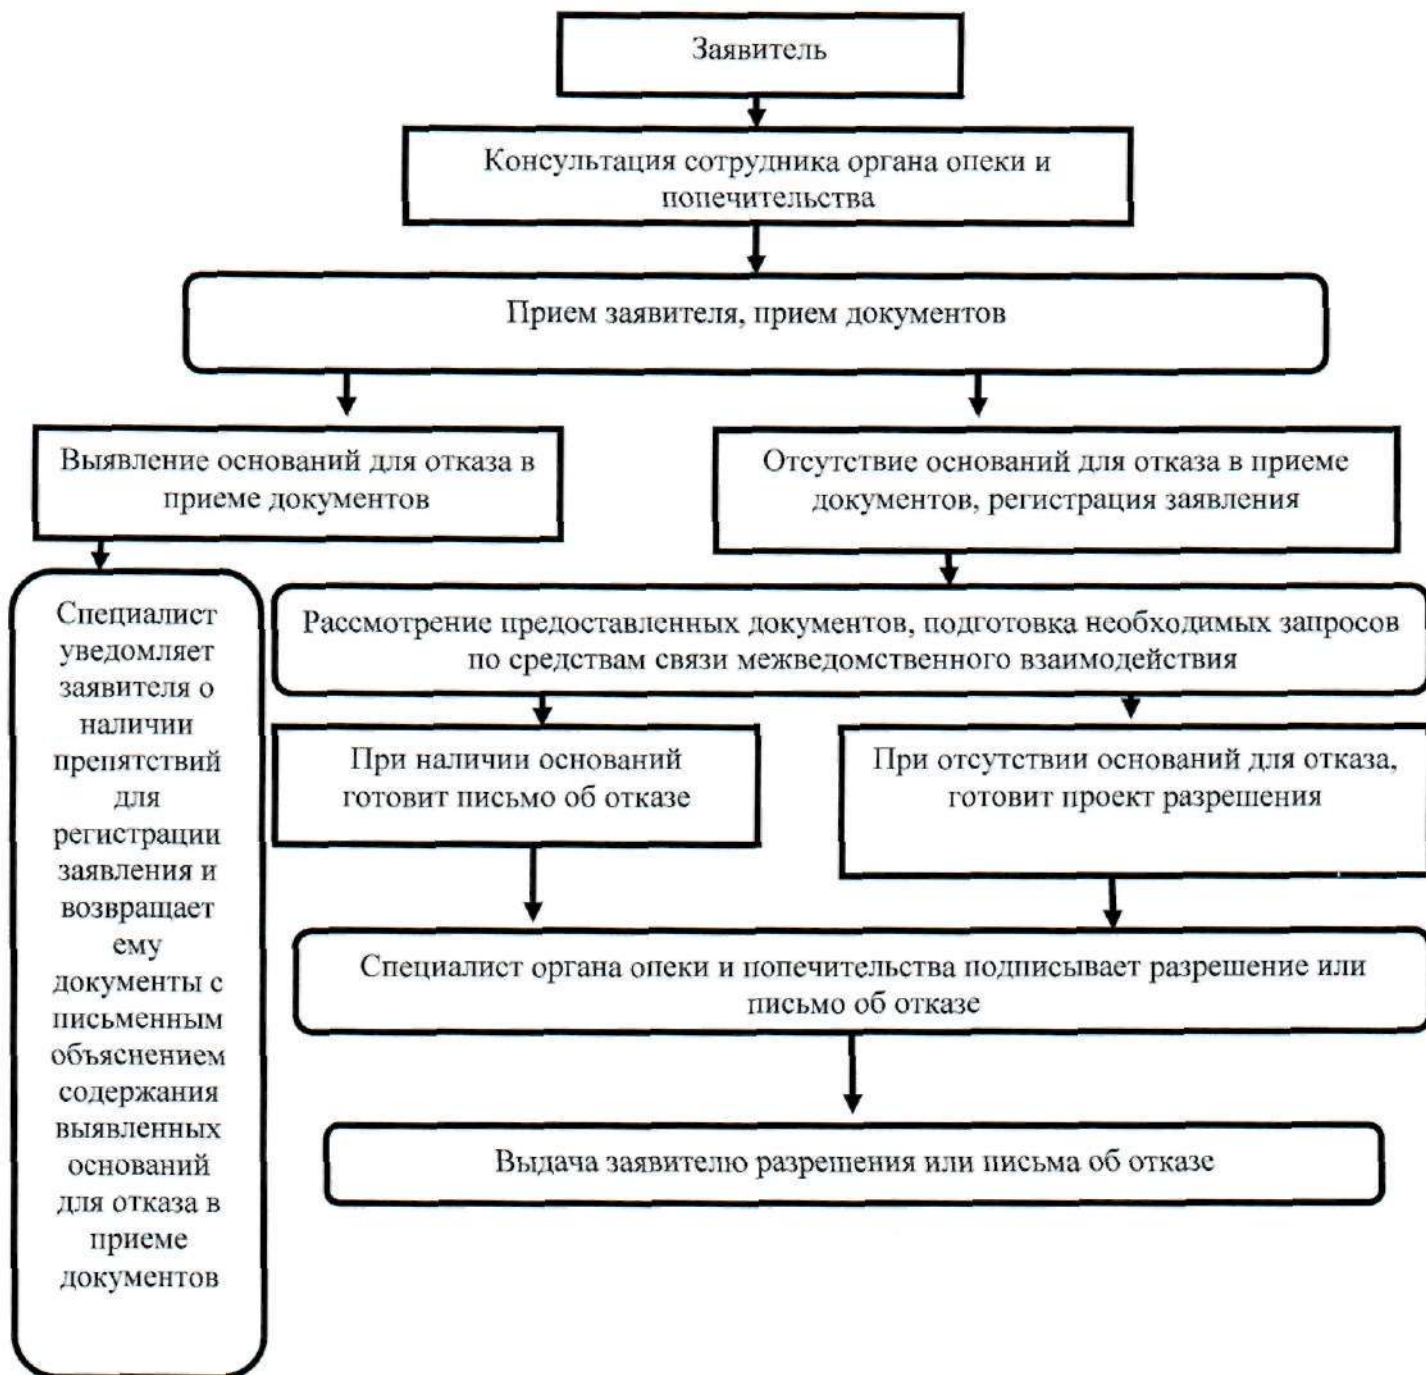 Заявитель
Консультация сотрудника органа опеки и
попечительства
Прием заявителя, прием документов
Выявление оснований для отказа в
приеме документов
Отсутствие оснований для отказа в приеме
документов, регистрация заявления
Специалист
уведомляет
заявителя о
наличии
препятствий
для
регистрации
заявления и
возвращает
ему
документы с
письменным
объяснением
содержания
выявленных
оснований
для отказа в
приеме
документов
Рассмотрение предоставленных документов, подготовка необходимых запросов
по средствам связи межведомственного взаимодействия
При наличии оснований
готовит письмо об отказе
При отсутствии оснований для отказа,
готовит проект разрешения
Специалист органа опеки и попечительства подписывает разрешение или
письмо об отказе
Выдача заявителю разрешения или письма об отказе